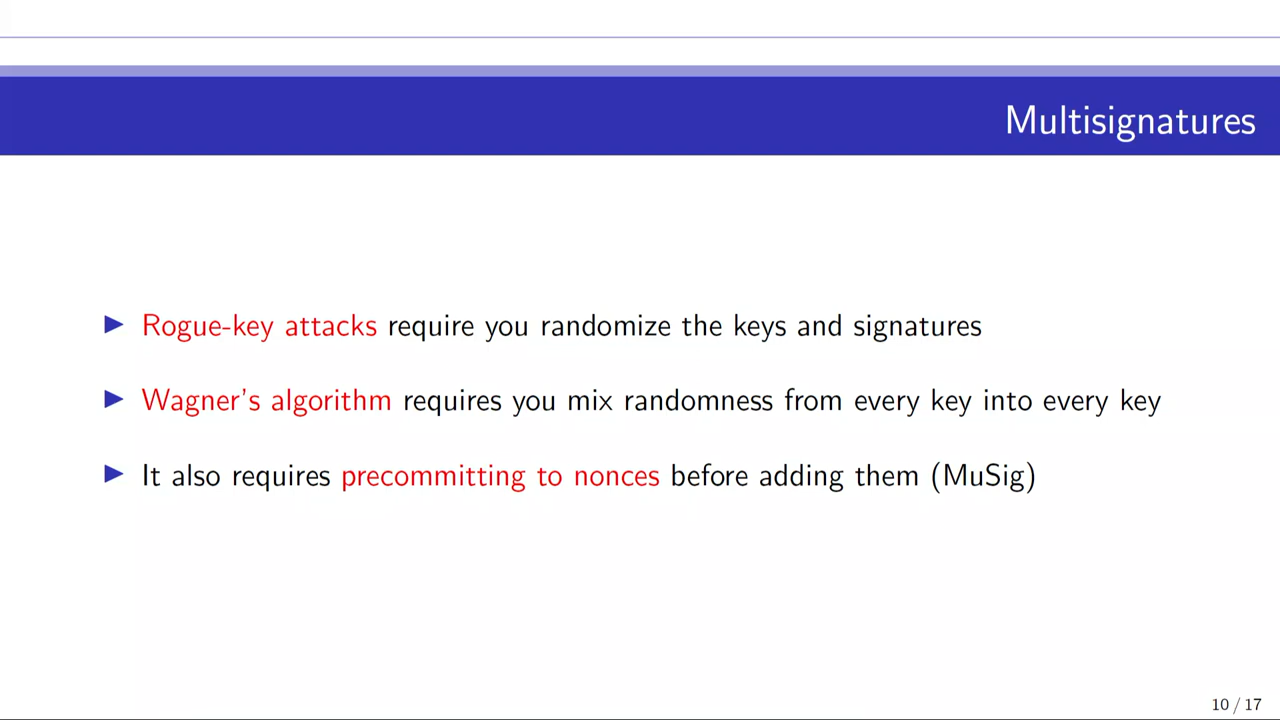 Multisignatures
▶ Rogue-key attacks require you randomize the keys and signatures
▶ Wagner's algorithm requires you mix randomness from every key into every key
▶ It also requires precommitting to nonces before adding them (MuSig)
10 / 17